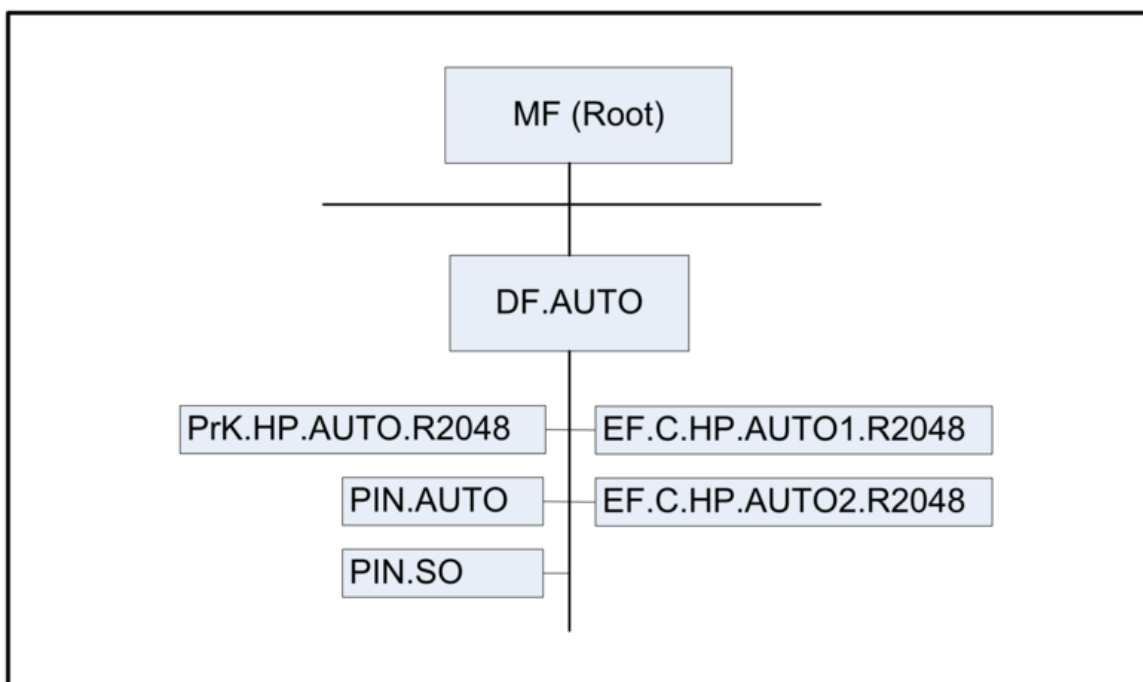 MF (Root)
DF.AUTO
PrK.HP.AUTO.R2048
EF.C.HP.AUTO1.R2048
PIN.AUTO
EF.C.HP.AUTO2.R2048
PIN.SO